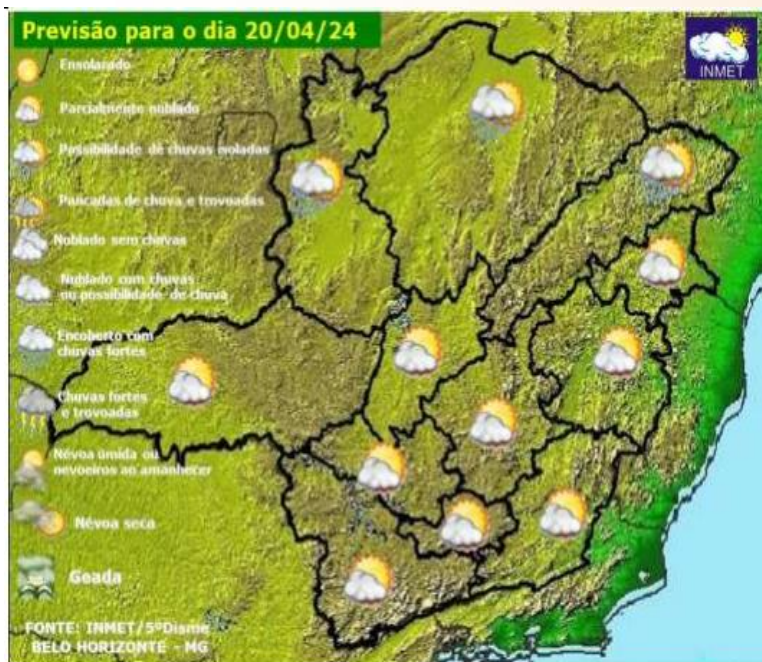 Previsão para o dia 20/04/24
INMET
Ensolarado
Parcialmente nublado
Possibilidade de chuvas isoladas
Pancadas de chuva e trovoadas
Noblado sem chuvas
Nublado com chuvas
ou possibilidade de chuva
Encoberto com
chuvas fortes
Chuvas fortes
e trovoadas
Névoa úmida ou
nevoeiros ao amanhecer
Névoa seca
Geada
FONTE: INMET/5ºDisme
BELO HORIZONTE - MG